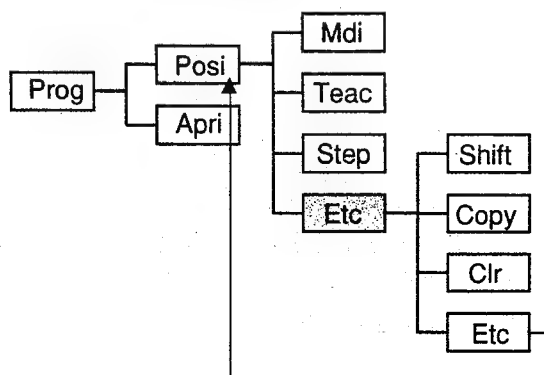 Mdi
Posi
Prog
Teac
Apri
Step
Shift
Etc
Copy
Clr
Etc